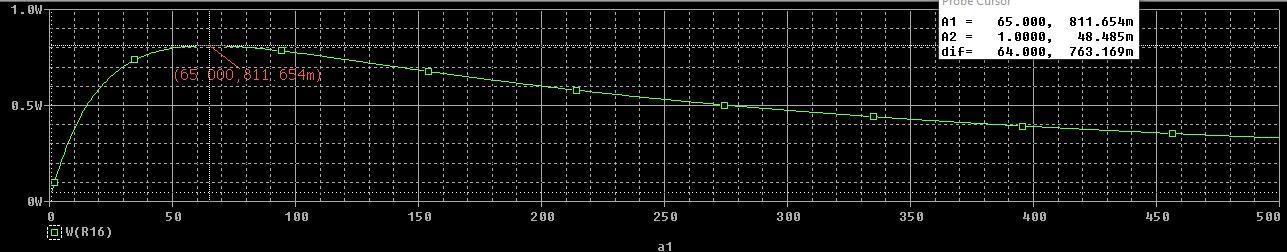 Probe Cursor
A1 = 65.000, 811.654m
A2 = 1.0000, 48.485m
dif= 64.000, 763.169m
1.0W
(65.000,811.654m)
0.5W
0W
0 50 100 150 200 250 300 350 400 450 500
W(R16)
a1